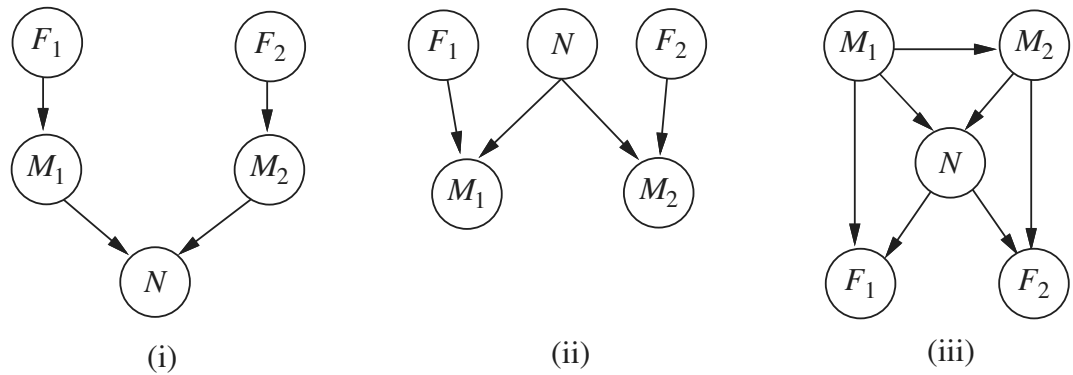 F1 F2 F1 N F2 M1 M2
M1 M2 N
M1 M2
N F1 F2
(i) (ii) (iii)